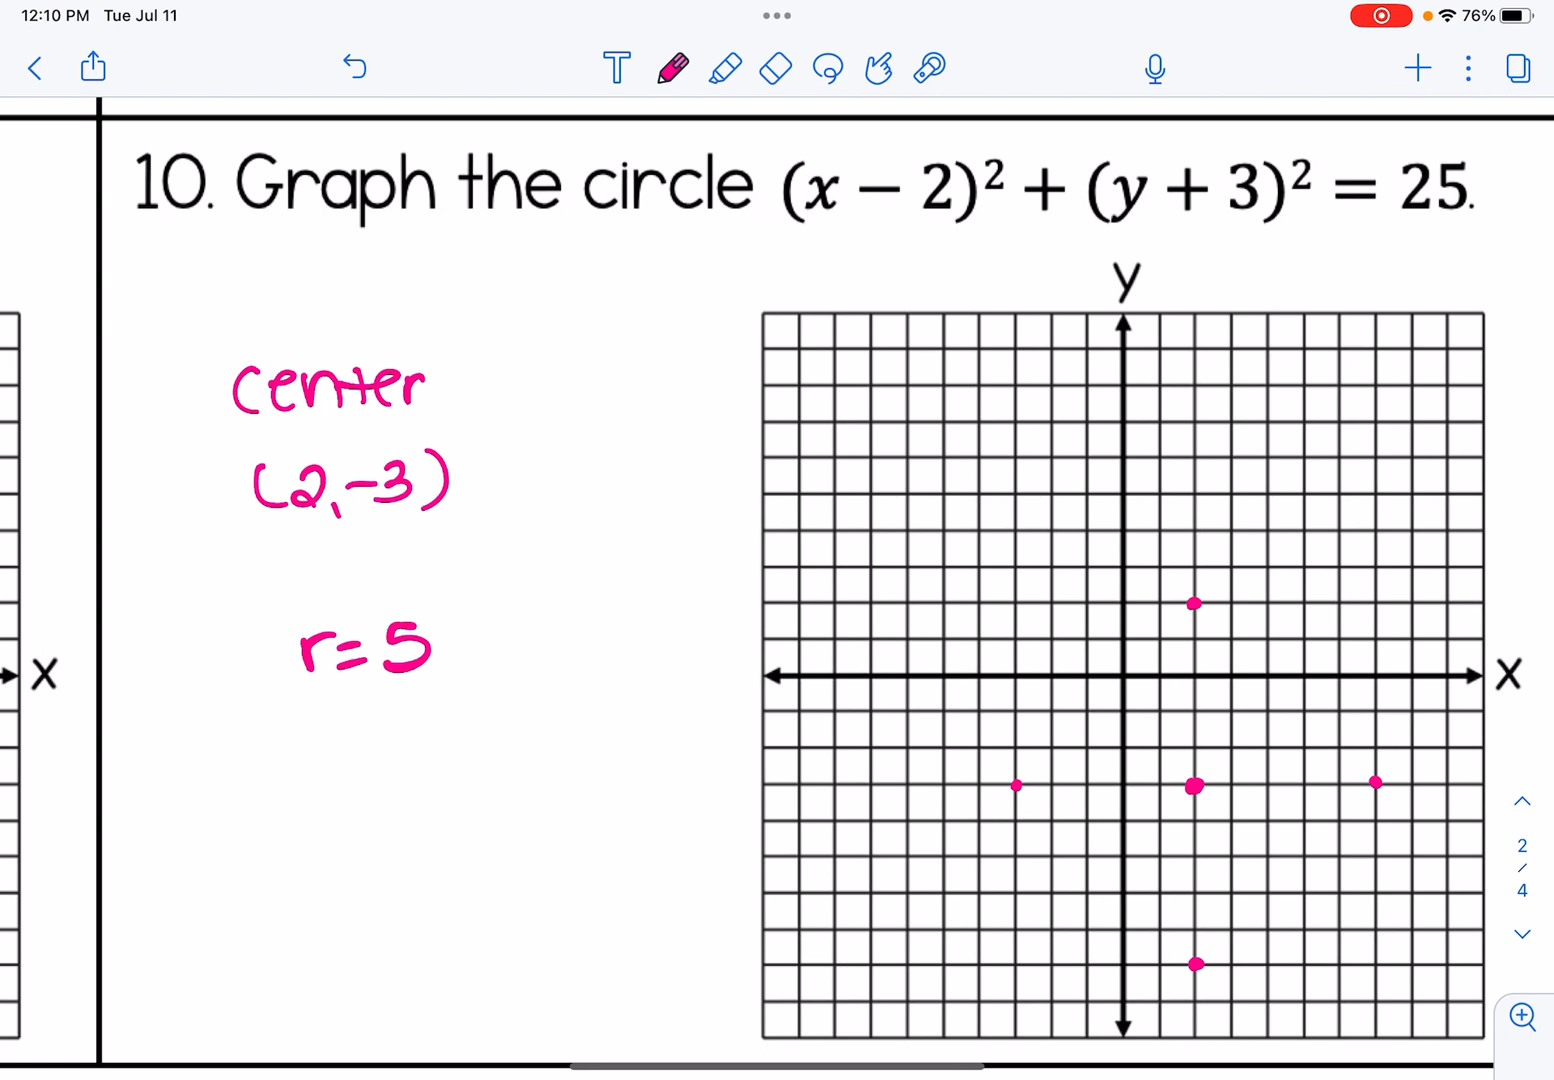 12:10 PM Tue Jul 11
76%
T
10. Graph the circle (x − 2)² + (y + 3)² = 25.
y
center
(2,-3)
r=5
X
X
2
/
4